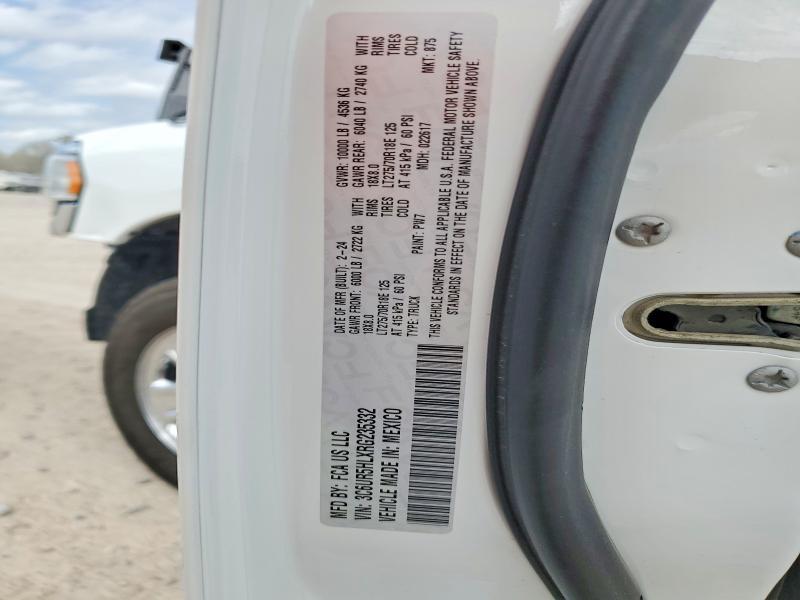 MFD BY: FCA US LLC
VIN: 3C6UR5HLXRG235332
VEHICLE MADE IN: MEXICO
DATE OF MFR (BUILT): 2-24
GAWR FRONT: 6000 LB / 2722 KG WITH
18X8.0 RIMS
LT275/70R18E 125 TIRES
AT 415 kPa / 60 PSI COLD
TYPE: TRUCK
PAINT: PW7
GVWR: 10000 LB / 4536 KG
GAWR REAR: 6040 LB / 2740 KG WITH
18X8.0 RIMS
LT275/70R18E 125 TIRES
AT 415 kPa / 60 PSI COLD
MDH: 022617
MKT: 875
THIS VEHICLE CONFORMS TO ALL APPLICABLE U.S.A. FEDERAL MOTOR VEHICLE SAFETY
STANDARDS IN EFFECT ON THE DATE OF MANUFACTURE SHOWN ABOVE.